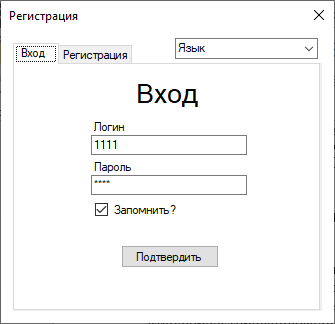 Регистрация
Язык
Вход Регистрация
Вход
Логин
1111
Пароль
****
Запомнить?
Подтвердить